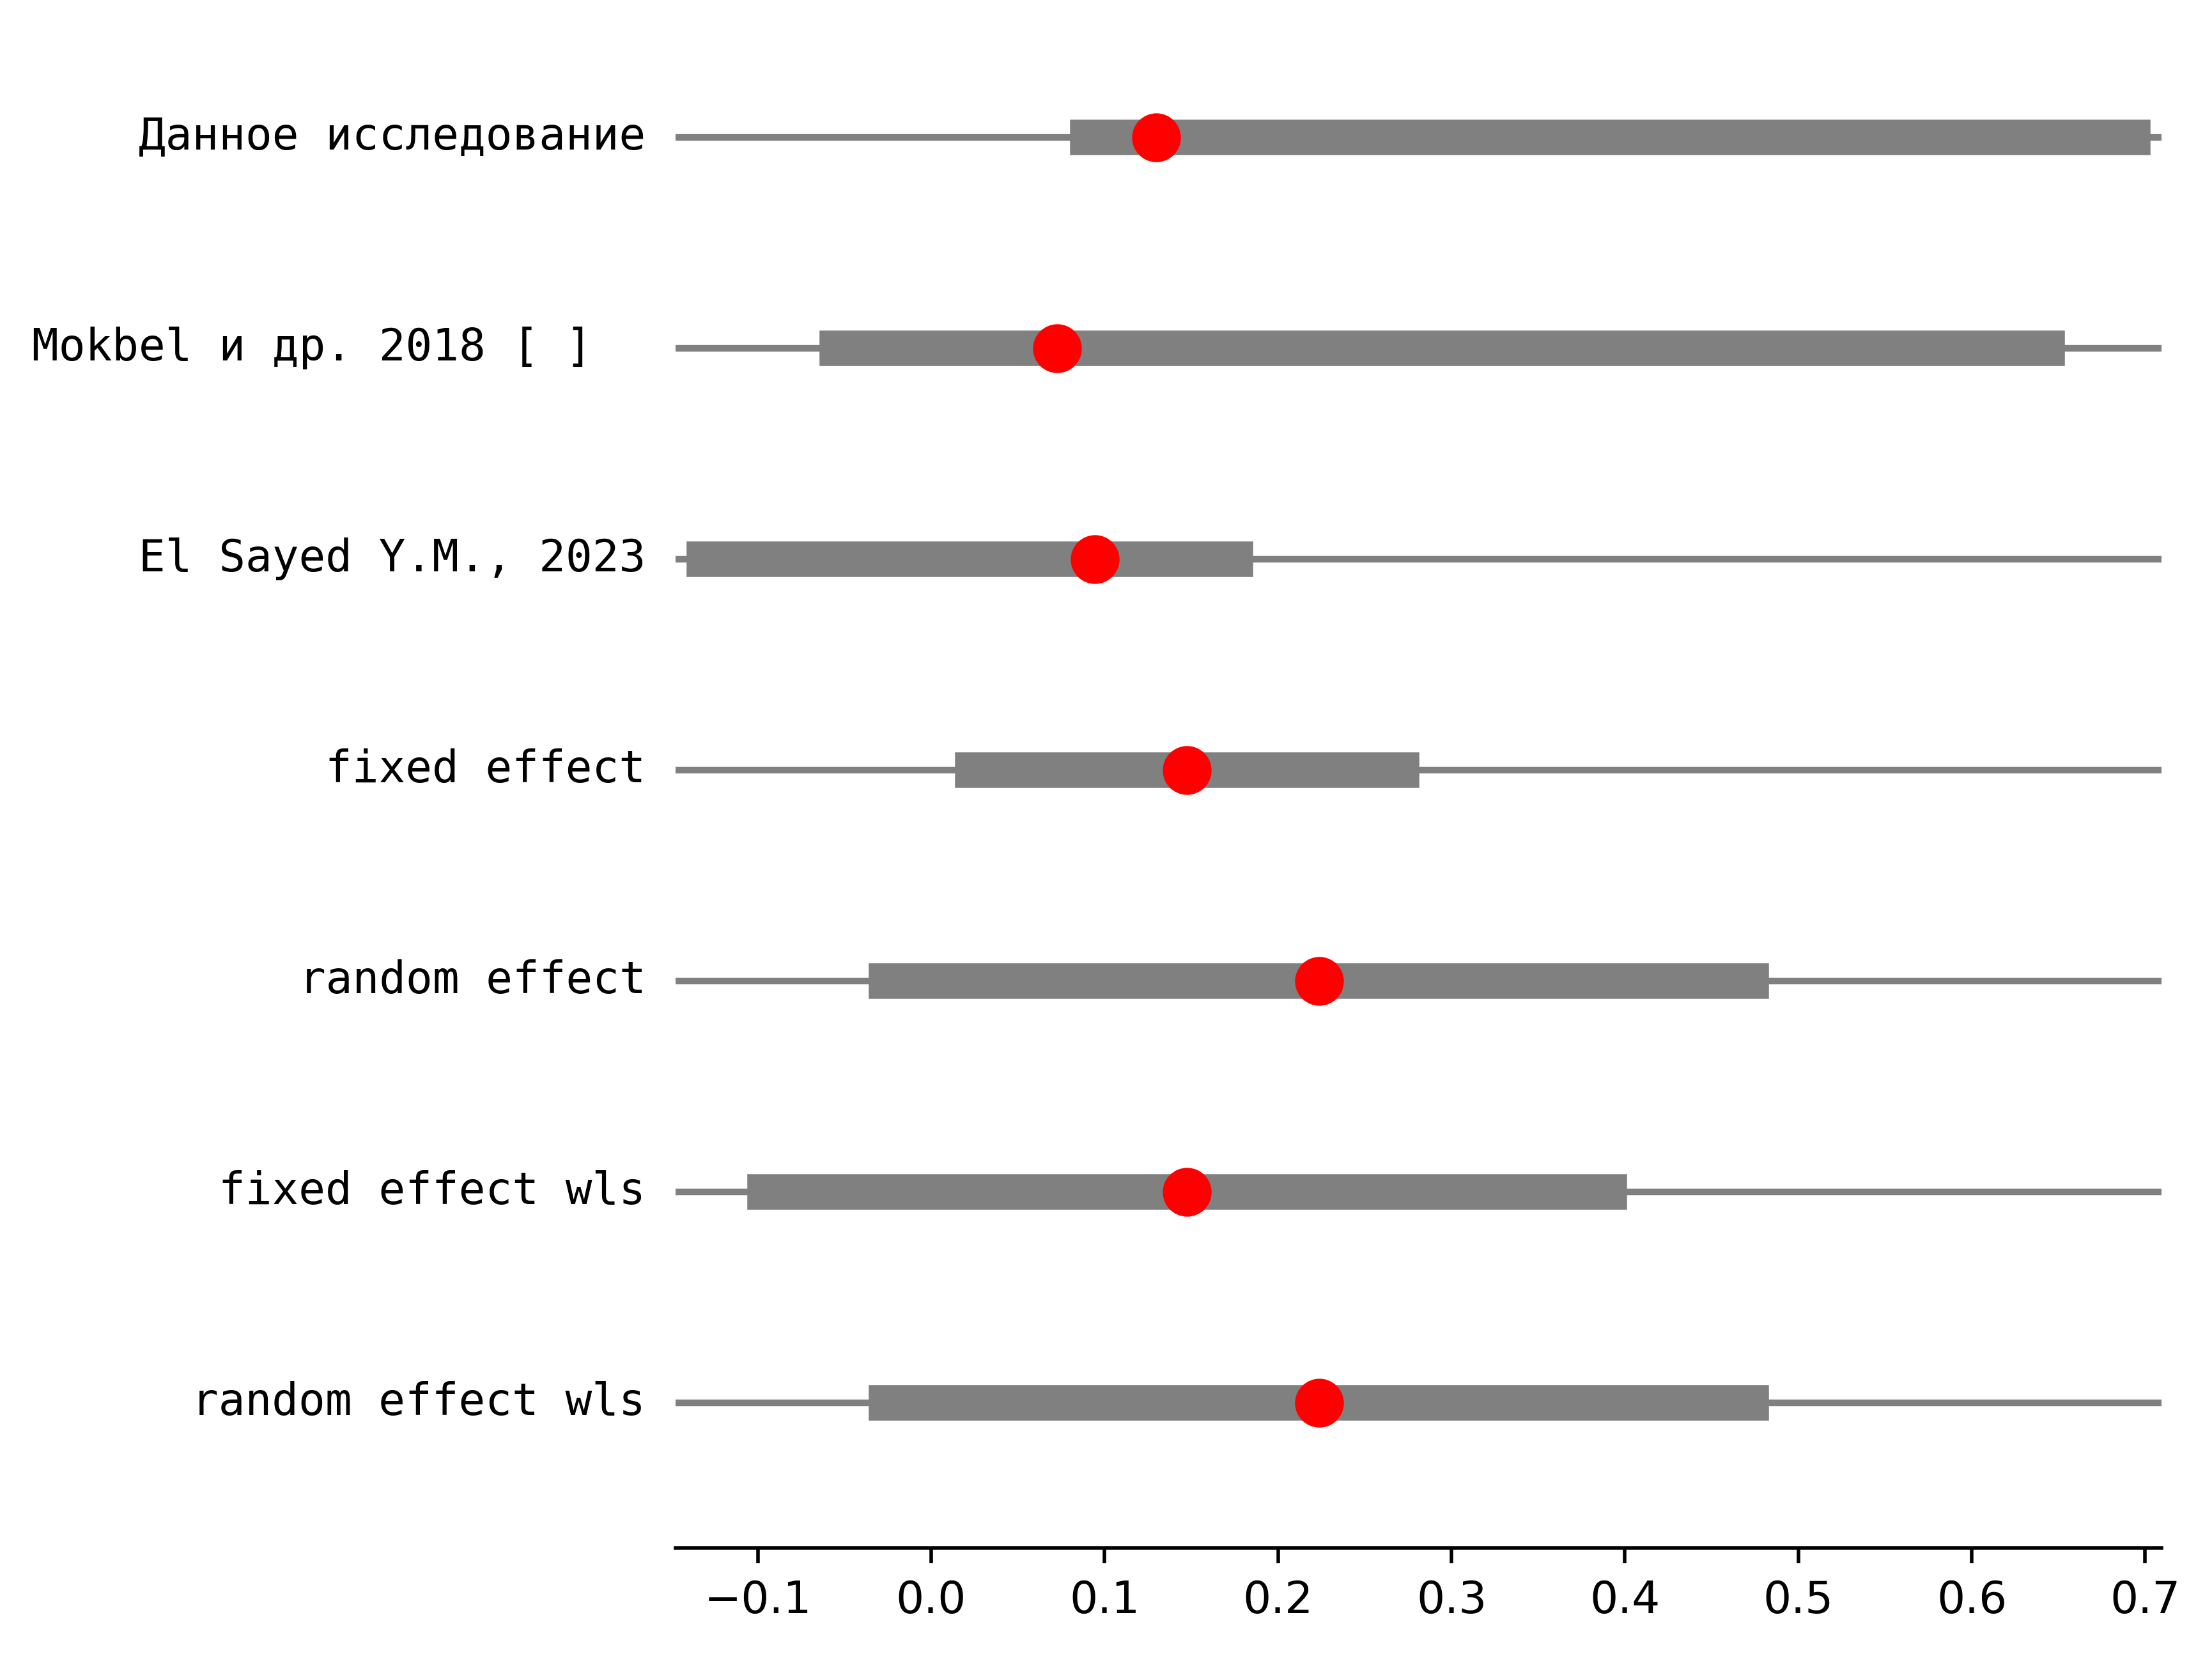 Данное исследование
Mokbel и др. 2018 [ ]
El Sayed Y.M., 2023
fixed effect
random effect
fixed effect wls
random effect wls
−0.1 0.0 0.1 0.2 0.3 0.4 0.5 0.6 0.7